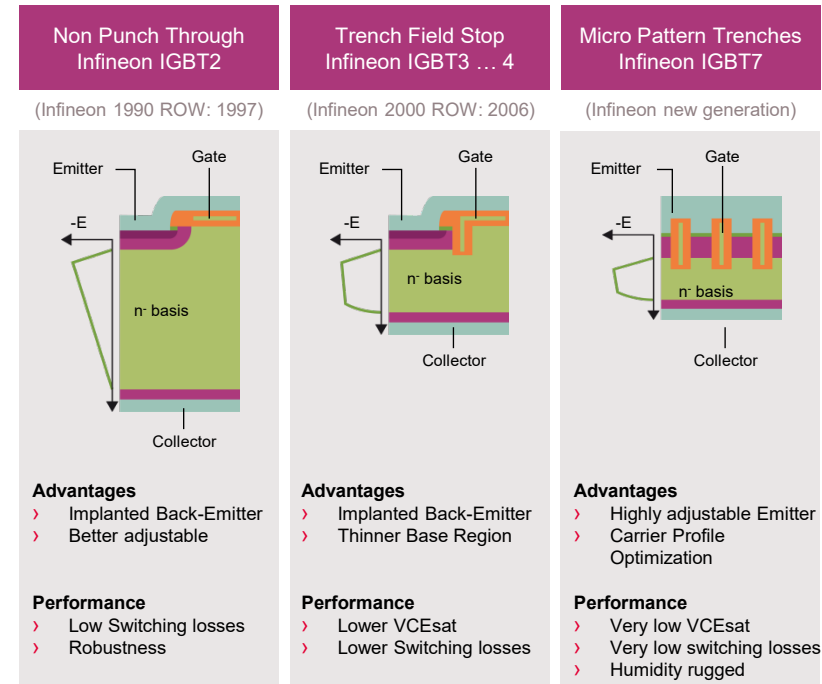 Non Punch Through
Infineon IGBT2
(Infineon 1990 ROW: 1997)
Emitter
Gate
-E
n- basis
Collector
Advantages
› Implanted Back-Emitter
› Better adjustable
Performance
› Low Switching losses
› Robustness
Trench Field Stop
Infineon IGBT3 … 4
(Infineon 2000 ROW: 2006)
Emitter
Gate
-E
n- basis
Collector
Advantages
› Implanted Back-Emitter
› Thinner Base Region
Performance
› Lower VCEsat
› Lower Switching losses
Micro Pattern Trenches
Infineon IGBT7
(Infineon new generation)
Emitter
Gate
-E
n- basis
Collector
Advantages
› Highly adjustable Emitter
› Carrier Profile
Optimization
Performance
› Very low VCEsat
› Very low switching losses
› Humidity rugged